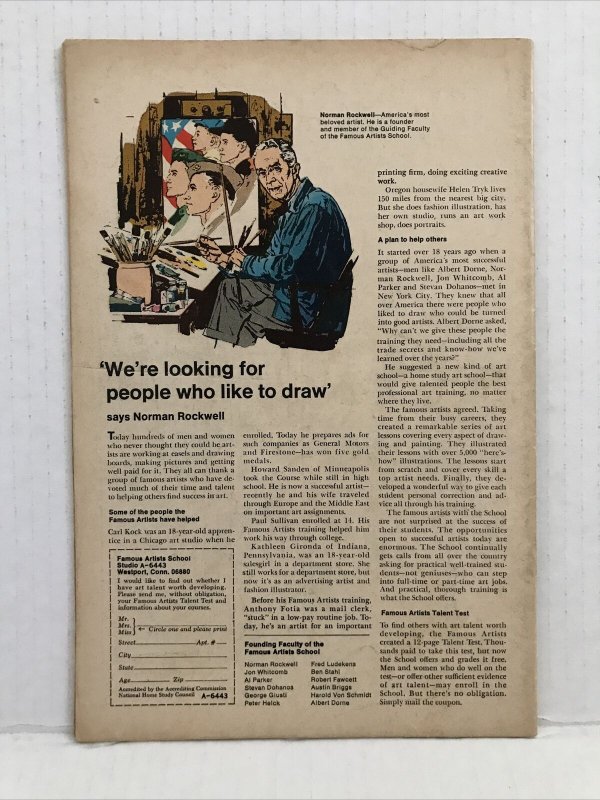 Norman Rockwell—America's most
beloved artist. He is a founder
and member of the Guiding Faculty
of the Famous Artists School.
'We're looking for
people who like to draw'
says Norman Rockwell
Today hundreds of men and women
who never thought they could be art-
ists are working at easels and drawing
boards, making pictures and getting
well paid for it. They all can thank a
group of famous artists who have de-
voted much of their time and talent
to helping others find success in art.
Some of the people the
Famous Artists have helped
Carl Kock was an 18-year-old appren-
tice in a Chicago art studio when he
Famous Artists School
Studio A-6443
Westport, Conn. 06880
I would like to find out whether I
have art talent worth developing.
Please send me, without obligation,
your Famous Artists Talent Test and
information about your courses.
Mr.
Mrs.
Miss
Circle one and please print
Street Apt. #
City
State
Age Zip
Accredited by the Accrediting Commission
National Home Study Council A-6443
enrolled. Today he prepares ads for
such companies as General Motors
and Firestone—has won five gold
medals.
Howard Sanden of Minneapolis
took the Course while still in high
school. He is now a successful artist—
recently he and his wife traveled
through Europe and the Middle East
on important art assignments.
Paul Sullivan enrolled at 14. His
Famous Artists training helped him
work his way through college.
Kathleen Gironda of Indiana,
Pennsylvania, was an 18-year-old
salesgirl in a department store. She
still works for a department store, but
now it's as an advertising artist and
fashion illustrator.
Before his Famous Artists training,
Anthony Fotia was a mail clerk,
"stuck" in a low-pay routine job. To-
day, he's an artist for an important
Founding Faculty of the
Famous Artists School
Norman Rockwell Fred Ludekens
Jon Whitcomb Ben Stahl
Al Parker Robert Fawcett
Stevan Dohanos Austin Briggs
George Giusti Harold Von Schmidt
Peter Helck Albert Dorne
printing firm, doing exciting creative
work.
Oregon housewife Helen Tryk lives
150 miles from the nearest big city.
But she does fashion illustration, has
her own studio, runs an art work
shop, does portraits.
A plan to help others
It started over 18 years ago when a
group of America's most successful
artists—men like Albert Dorne, Nor-
man Rockwell, Jon Whitcomb, Al
Parker and Stevan Dohanos—met in
New York City. They knew that all
over America there were people who
liked to draw who could be turned
into good artists. Albert Dorne asked,
"Why can't we give these people the
training they need—including all the
trade secrets and know-how we've
learned over the years?"
He suggested a new kind of art
school—a home study art school—that
would give talented people the best
professional art training, no matter
where they live.
The famous artists agreed. Taking
time from their busy careers, they
created a remarkable series of art
lessons covering every aspect of draw-
ing and painting. They illustrated
their lessons with over 5,000 "here's-
how" illustrations. The lessons start
from scratch and cover every skill a
top artist needs. Finally, they de-
veloped a wonderful way to give each
student personal correction and ad-
vice all through his training.
The famous artists with the School
are not surprised at the success of
their students. The opportunities
open to successful artists today are
enormous. The School continually
gets calls from all over the country
asking for practical well-trained stu-
dents—not geniuses—who can step
into full-time or part-time art jobs.
And practical, thorough training is
what the School offers.
Famous Artists Talent Test
To find others with art talent worth
developing, the Famous Artists
created a 12-page Talent Test. Thou-
sands paid to take this test, but now
the School offers and grades it free.
Men and women who do well on the
test—or offer other sufficient evidence
of art talent—may enroll in the
School. But there's no obligation.
Simply mail the coupon.